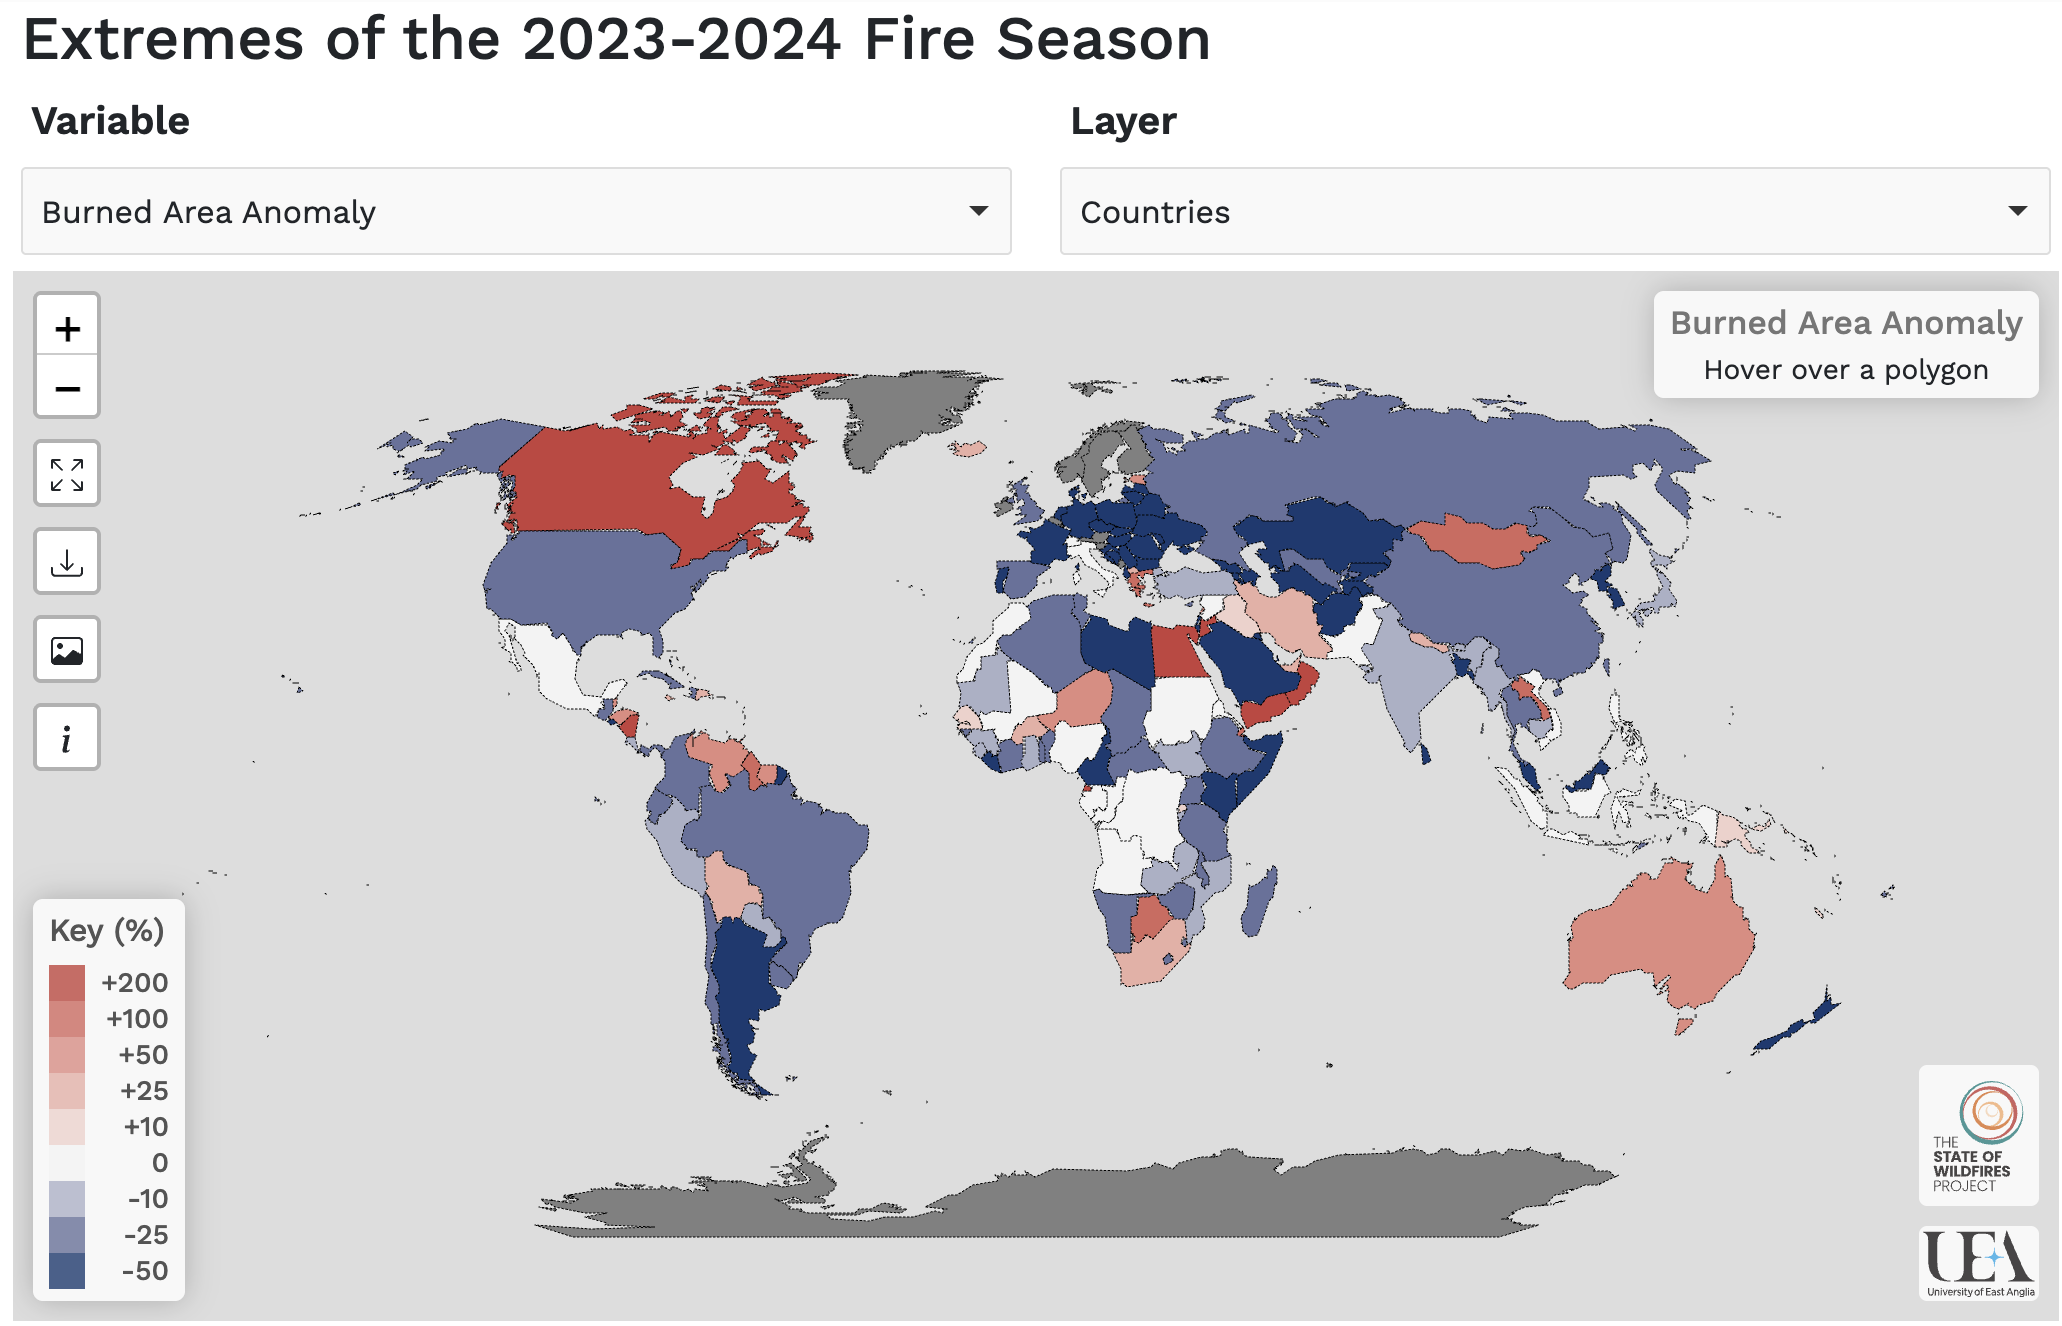 Extremes of the 2023-2024 Fire Season
Variable
Layer
Burned Area Anomaly
Countries
+
−
i
Burned Area Anomaly
Hover over a polygon
Key (%)
+200
+100
+50
+25
+10
0
-10
-25
-50
THE
STATE OF
WILDFIRES
PROJECT
UEA
University of East Anglia